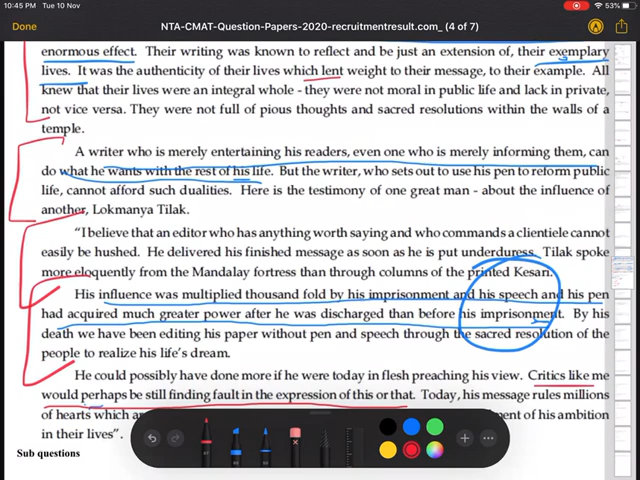 10:45 PM Tue 10 Nov
53%
Done
NTA-CMAT-Question-Papers-2020-recruitmentresult.com_ (4 of 7)
enormous effect. Their writing was known to reflect and be just an extension of, their exemplary
lives. It was the authenticity of their lives which lent weight to their message, to their example. All
knew that their lives were an integral whole - they were not moral in public life and lack in private,
not vice versa. They were not full of pious thoughts and sacred resolutions within the walls of a
temple.
A writer who is merely entertaining his readers, even one who is merely informing them, can
do what he wants with the rest of his life. But the writer, who sets out to use his pen to reform public
life, cannot afford such dualities. Here is the testimony of one great man - about the influence of
another, Lokmanya Tilak.
"I believe that an editor who has anything worth saying and who commands a clientiele cannot
easily be hushed. He delivered his finished message as soon as he is put underduress. Tilak spoke
more eloquently from the Mandalay fortress than through columns of the printed Kesari.
His influence was multiplied thousand fold by his imprisonment and his speech and his pen
had acquired much greater power after he was discharged than before his imprisonment. By his
death we have been editing his paper without pen and speech through the sacred resolution of the
people to realize his life's dream.
He could possibly have done more if he were today in flesh preaching his view. Critics like me
would perhaps be still finding fault in the expression of this or that. Today, his message rules millions
of hearts which ar ment of his ambition
in their lives".
Sub questions